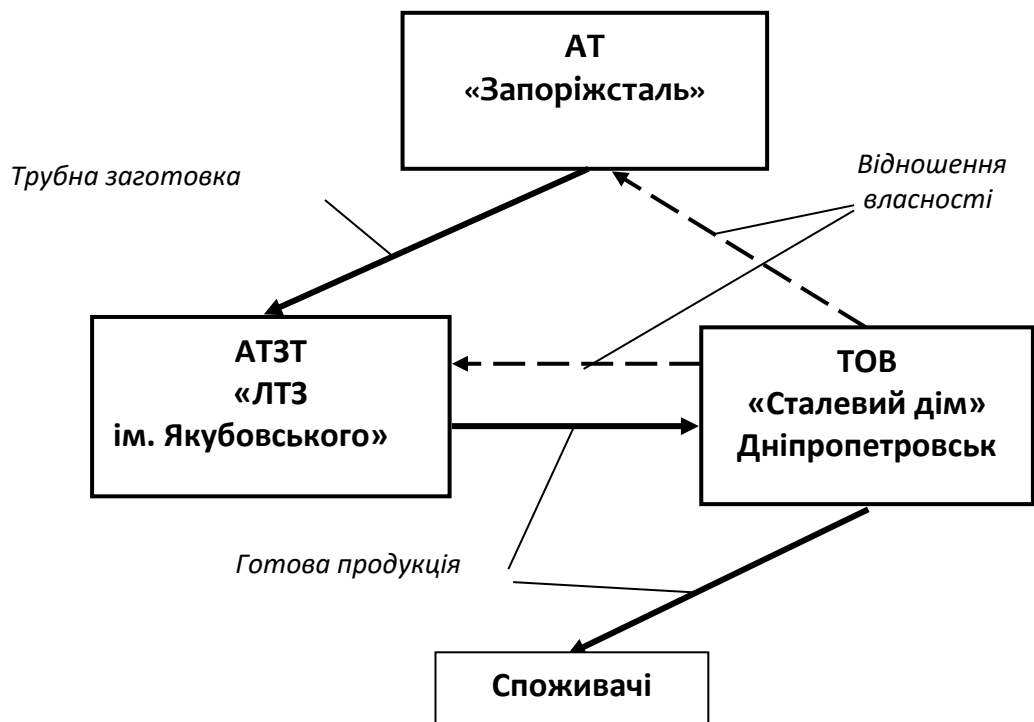 АТ
«Запоріжсталь»
Трубна заготовка
Відношення
власності
АТЗТ
«ЛТЗ
ім. Якубовського»
ТОВ
«Сталевий дім»
Дніпропетровськ
Готова продукція
Споживачі